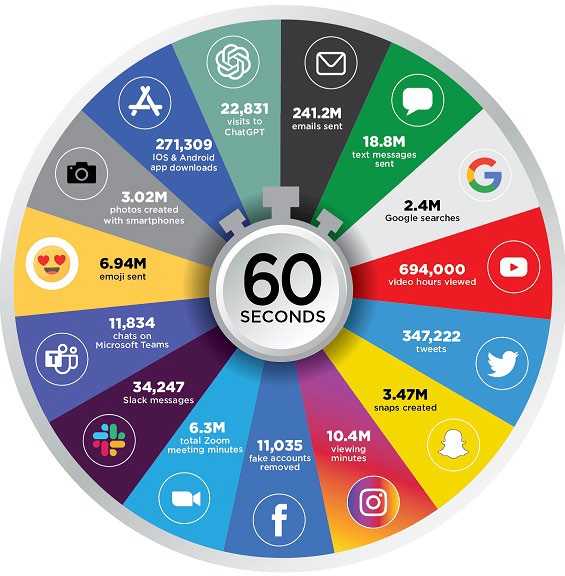 22,831
visits to
ChatGPT
241.2M
emails sent
18.8M
text messages
sent
2.4M
Google searches
694,000
video hours viewed
347,222
tweets
3.47M
snaps created
10.4M
viewing
minutes
11,035
fake accounts
removed
6.3M
total Zoom
meeting minutes
34,247
Slack messages
11,834
chats on
Microsoft Teams
6.94M
emoji sent
3.02M
photos created
with smartphones
271,309
IOS & Android
app downloads
60
SECONDS